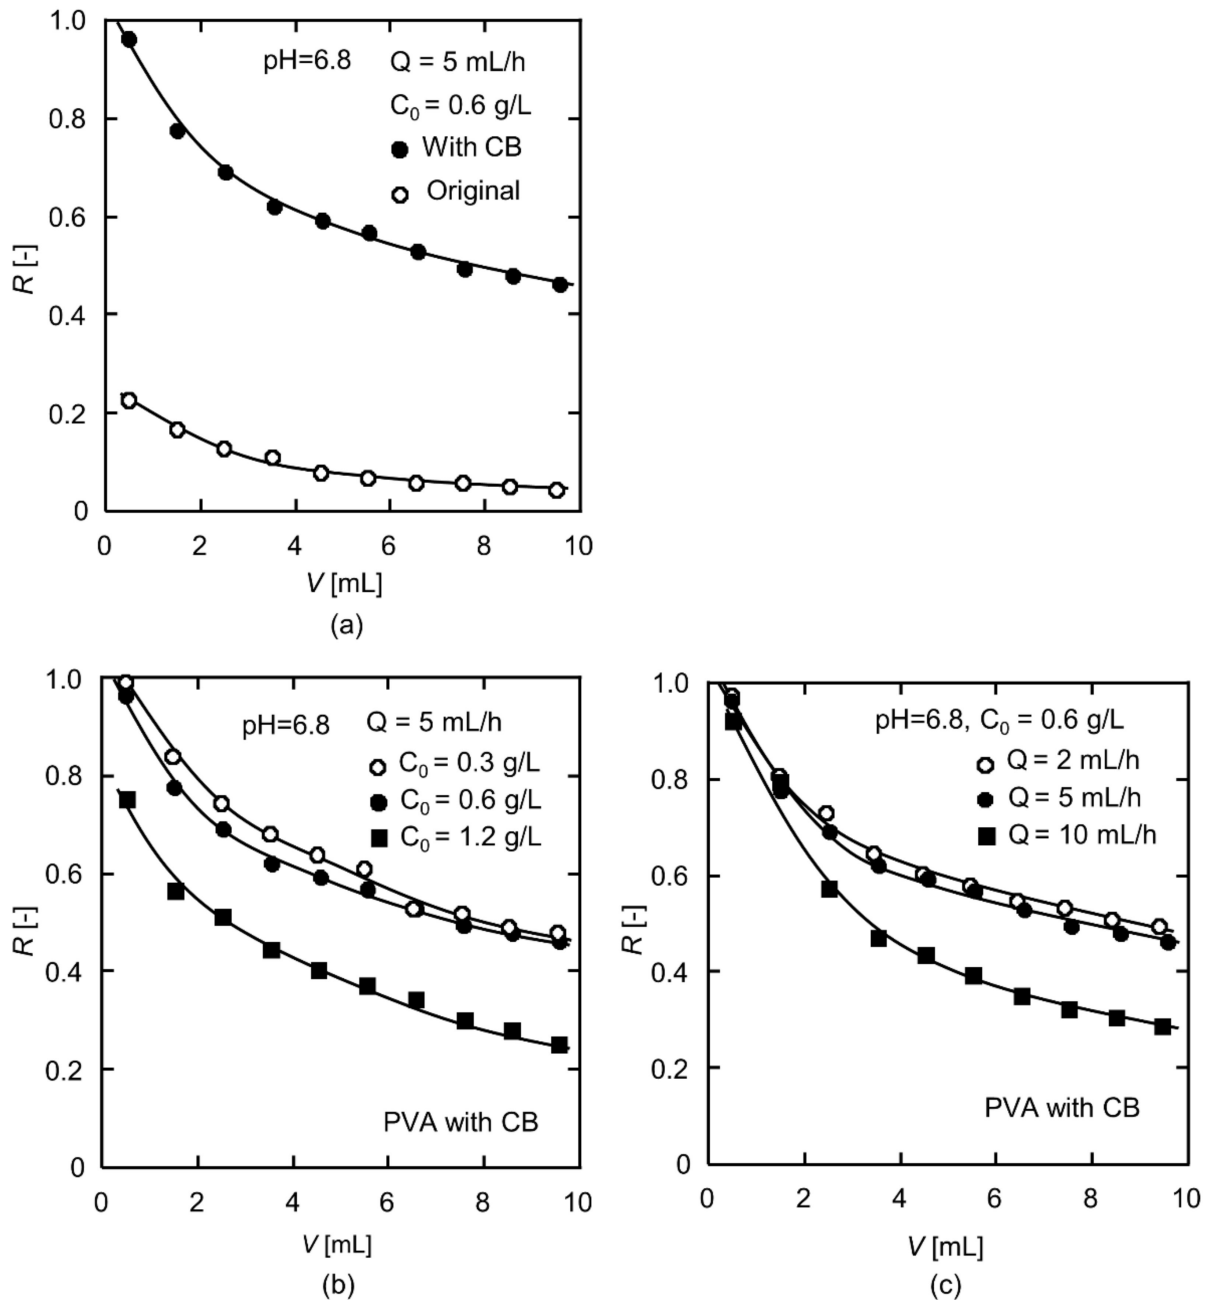 1.0
pH=6.8
Q = 5 mL/h
C₀ = 0.6 g/L
0.8
With CB
Original
0.6
R [-]
0.4
0.2
0
0 2 4 6 8 10
V [mL]
(a)
1.0
pH=6.8
Q = 5 mL/h
C₀ = 0.3 g/L
0.8
C₀ = 0.6 g/L
C₀ = 1.2 g/L
0.6
R [-]
0.4
0.2
PVA with CB
0
0 2 4 6 8 10
V [mL]
(b)
1.0
pH=6.8, C₀ = 0.6 g/L
Q = 2 mL/h
0.8
Q = 5 mL/h
Q = 10 mL/h
0.6
R [-]
0.4
0.2
PVA with CB
0
0 2 4 6 8 10
V [mL]
(c)